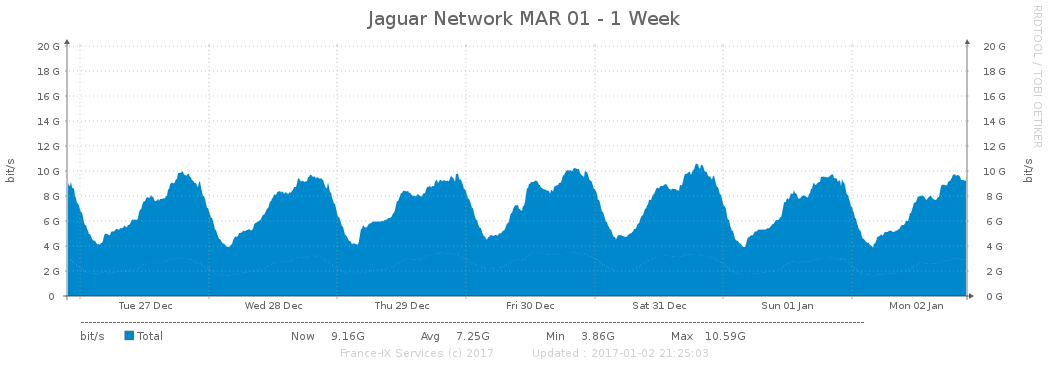 Jaguar Network MAR 01 - 1 Week
RRDTOOL / TOBI OETIKER
bit/s
bit/s
20 G 20 G
18 G 18 G
16 G 16 G
14 G 14 G
12 G 12 G
10 G 10 G
8 G 8 G
6 G 6 G
4 G 4 G
2 G 2 G
0 0 G
Tue 27 Dec Wed 28 Dec Thu 29 Dec Fri 30 Dec Sat 31 Dec Sun 01 Jan Mon 02 Jan
bit/s Total Now 9.16G Avg 7.25G Min 3.86G Max 10.59G
France-IX Services (c) 2017 Updated : 2017-01-02 21:25:03